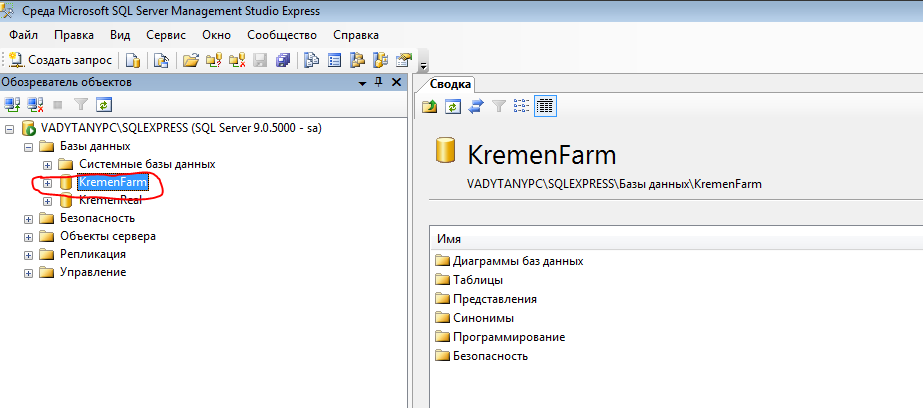 Среда Microsoft SQL Server Management Studio Express
Файл Правка Вид Сервис Окно Сообщество Справка
Создать запрос
Обозреватель объектов
VADYTANYPC\SQLEXPRESS (SQL Server 9.0.5000 - sa)
Базы данных
Системные базы данных
KremenFarm
KremenReal
Безопасность
Объекты сервера
Репликация
Управление
Сводка
KremenFarm
VADYTANYPC\SQLEXPRESS\Базы данных\KremenFarm
Имя
Диаграммы баз данных
Таблицы
Представления
Синонимы
Программирование
Безопасность